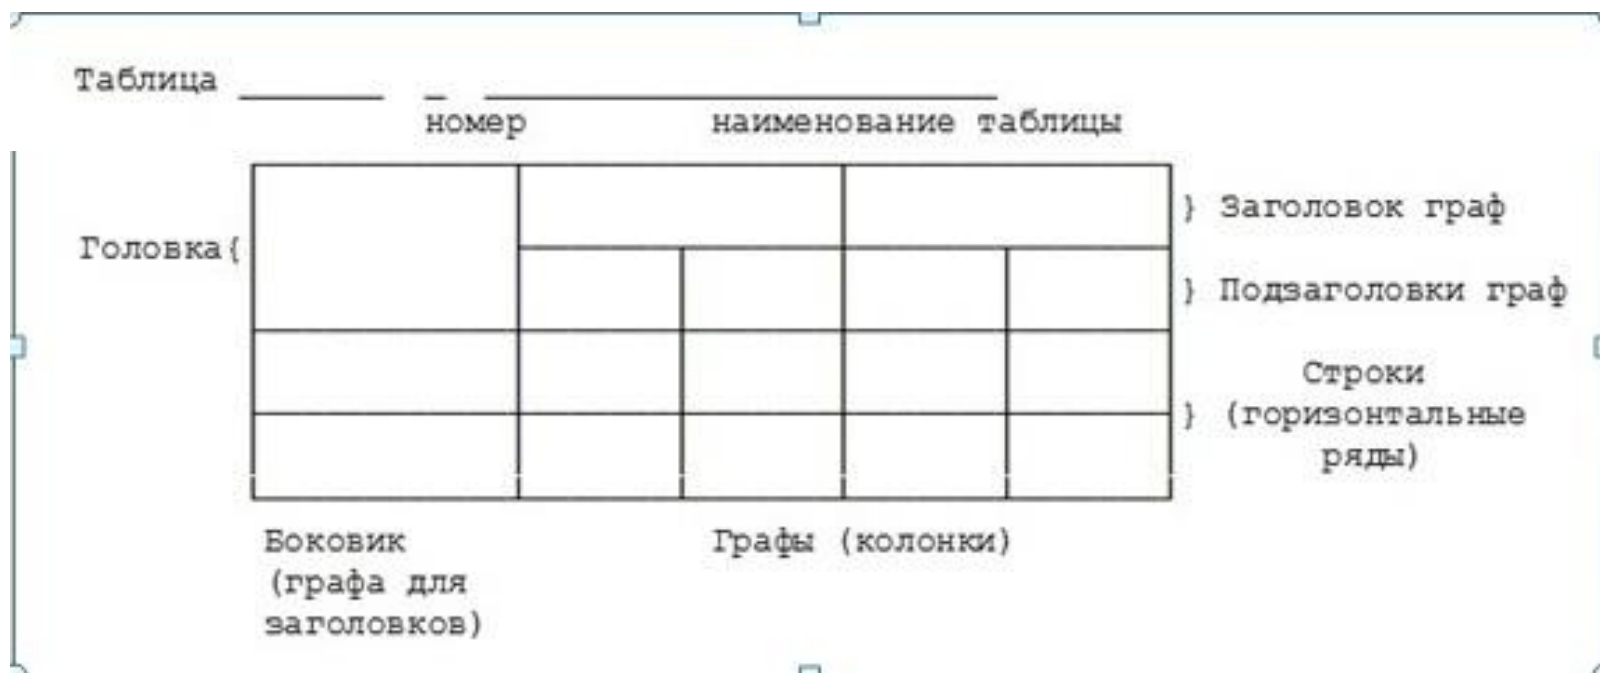 Таблица _______ _ _________________________
номер наименование таблицы
} Заголовок граф
Головка{
} Подзаголовки граф
Строки
} (горизонтальные
ряды)
Боковик Графы (колонки)
(графа для
заголовков)